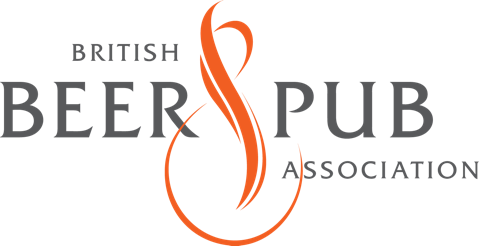 BRITISH
BEER & PUB
ASSOCIATION